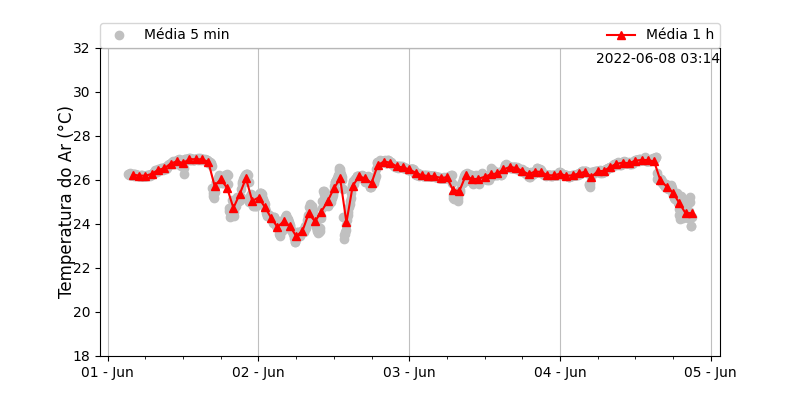 Média 5 min
Média 1 h
2022-06-08 03:14
Temperatura do Ar (°C)
32
30
28
26
24
22
20
18
01 - Jun
02 - Jun
03 - Jun
04 - Jun
05 - Jun